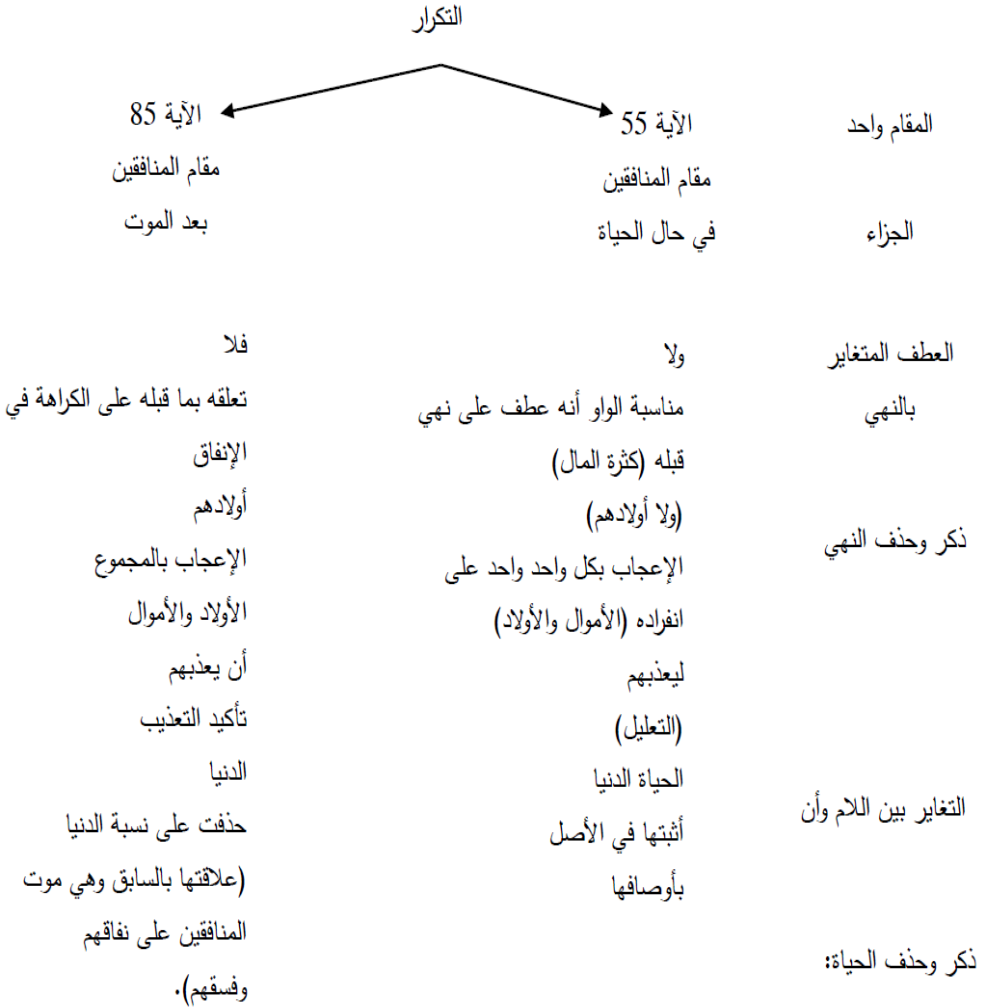 التكرار
المقام واحد الآية 55 الآية 85
مقام المنافقين مقام المنافقين
الجزاء في حال الحياة بعد الموت
العطف المتغاير ولا فلا
بالنهي مناسبة الواو أنه عطف على نهي تعلقه بما قبله على الكراهة في
قبله (كثرة المال) الإنفاق
ذكر وحذف النهي (ولا أولادهم) أولادهم
الإعجاب بكل واحد واحد على الإعجاب بالمجموع
انفراده (الأموال والأولاد) الأولاد والأموال
ليعذبهم أن يعذبهم
(التعليل) تأكيد التعذيب
التغاير بين اللام وأن الحياة الدنيا الدنيا
أثبتها في الأصل حذفت على نسبة الدنيا
بأوصافها (علاقتها بالسابق وهي موت
المنافقين على نفاقهم
ذكر وحذف الحياة: وفسقهم).